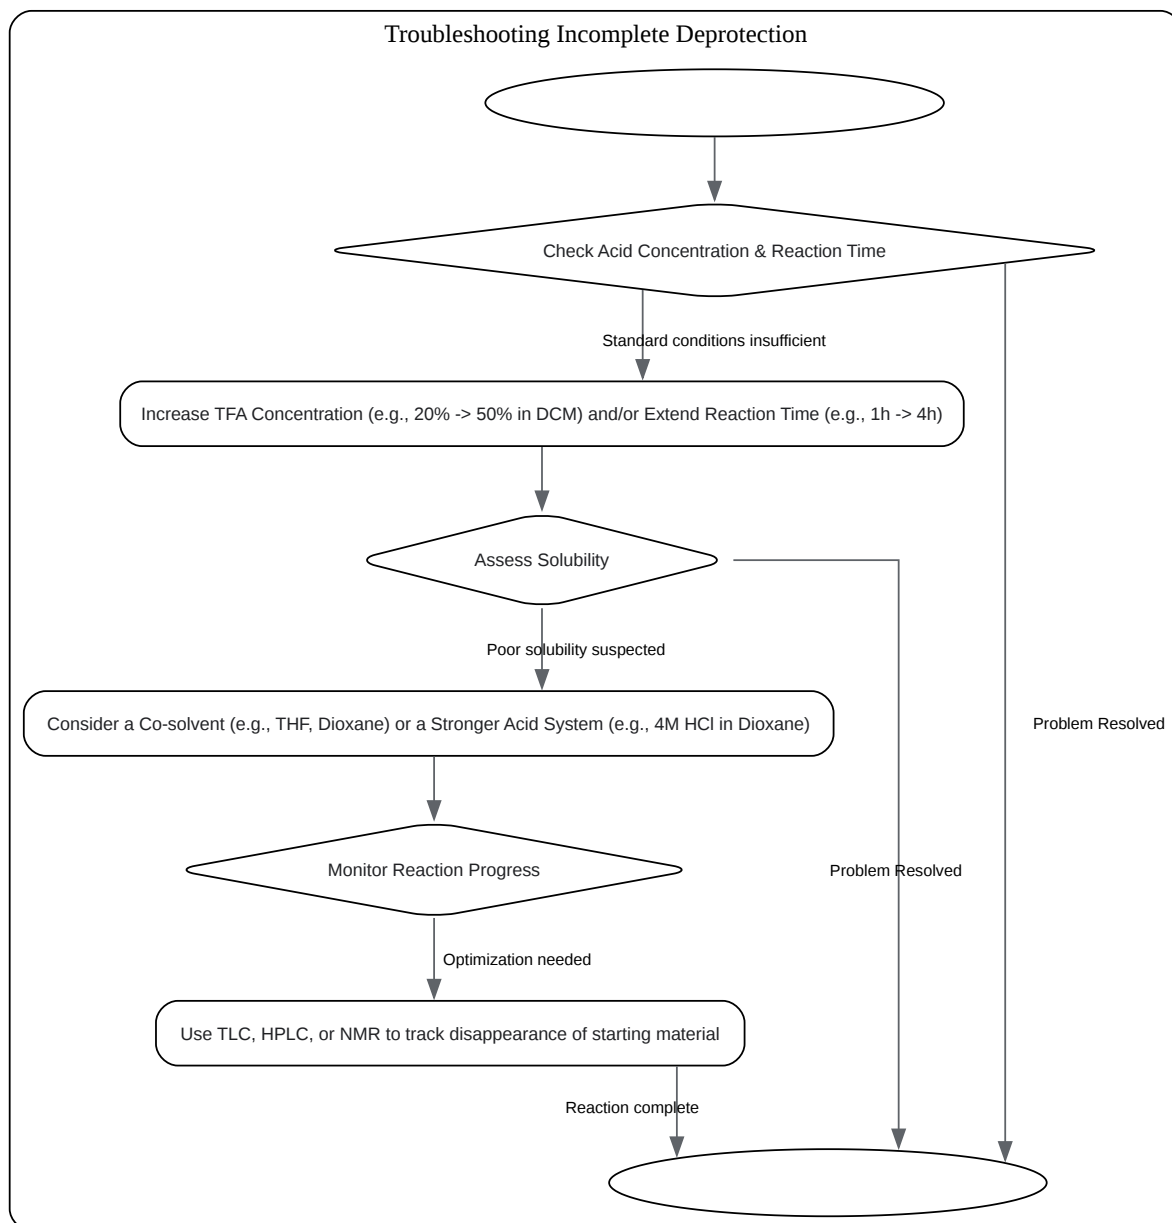 Troubleshooting Incomplete Deprotection
Check Acid Concentration & Reaction Time
Standard conditions insufficient
Increase TFA Concentration (e.g., 20% -> 50% in DCM) and/or Extend Reaction Time (e.g., 1h -> 4h)
Assess Solubility
Poor solubility suspected
Consider a Co-solvent (e.g., THF, Dioxane) or a Stronger Acid System (e.g., 4M HCl in Dioxane)
Problem Resolved
Monitor Reaction Progress
Problem Resolved
Optimization needed
Use TLC, HPLC, or NMR to track disappearance of starting material
Reaction complete